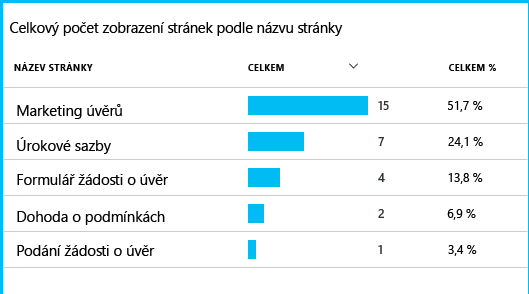 Celkový počet zobrazení stránek podle názvu stránky
NÁZEV STRÁNKY CELKEM CELKEM %
Marketing úvěrů 15 51,7 %
Úrokové sazby 7 24,1 %
Formulář žádosti o úvěr 4 13,8 %
Dohoda o podmínkách 2 6,9 %
Podání žádosti o úvěr 1 3,4 %